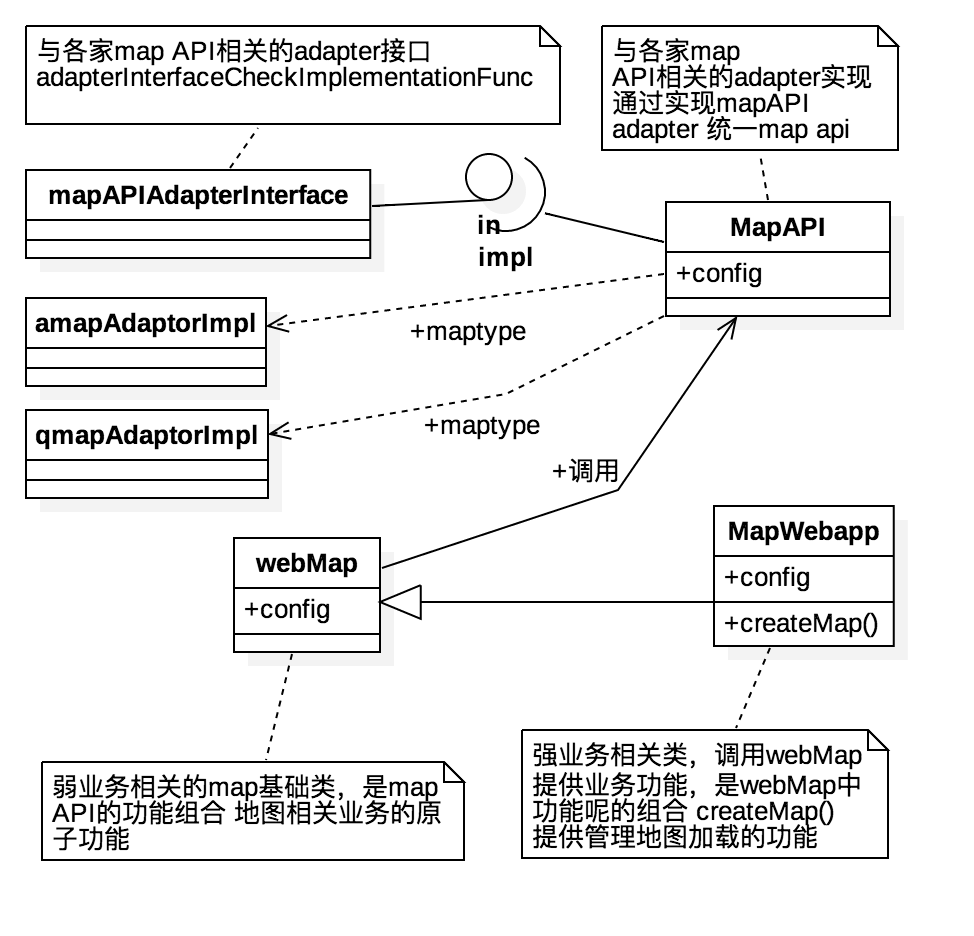 与各家map API相关的adapter接口
adapterInterfaceCheckImplementationFunc
与各家map
API相关的adapter实现
通过实现mapAPI
adapter 统一map api
mapAPIAdapterInterface
in
impl
MapAPI
+config
amapAdaptorImpl
+maptype
qmapAdaptorImpl
+maptype
+调用
webMap
+config
MapWebapp
+config
+createMap()
弱业务相关的map基础类，是map
API的功能组合 地图相关业务的原
子功能
强业务相关类，调用webMap
提供业务功能，是webMap中
功能呢的组合 createMap()
提供管理地图加载的功能